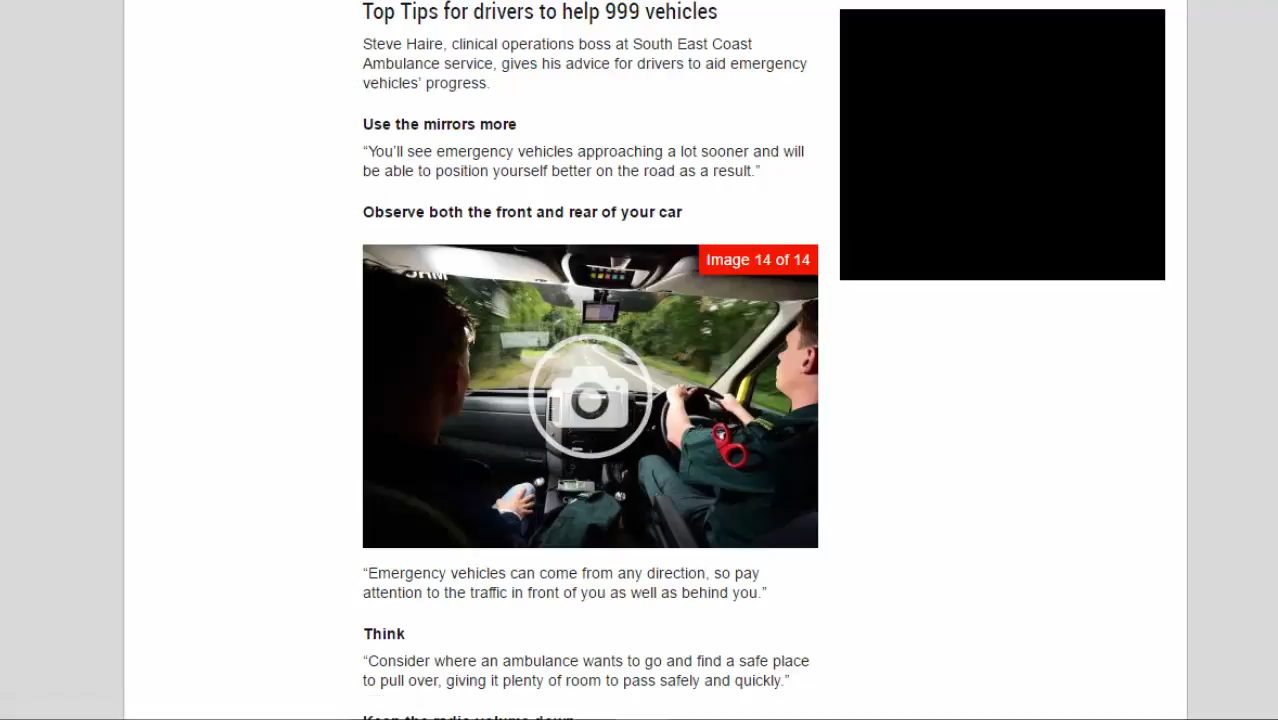 Top Tips for drivers to help 999 vehicles
Steve Haire, clinical operations boss at South East Coast
Ambulance service, gives his advice for drivers to aid emergency
vehicles’ progress.
Use the mirrors more
“You’ll see emergency vehicles approaching a lot sooner and will
be able to position yourself better on the road as a result.”
Observe both the front and rear of your car
Image 14 of 14
“Emergency vehicles can come from any direction, so pay
attention to the traffic in front of you as well as behind you.”
Think
“Consider where an ambulance wants to go and find a safe place
to pull over, giving it plenty of room to pass safely and quickly.”
Keep the radio volume down